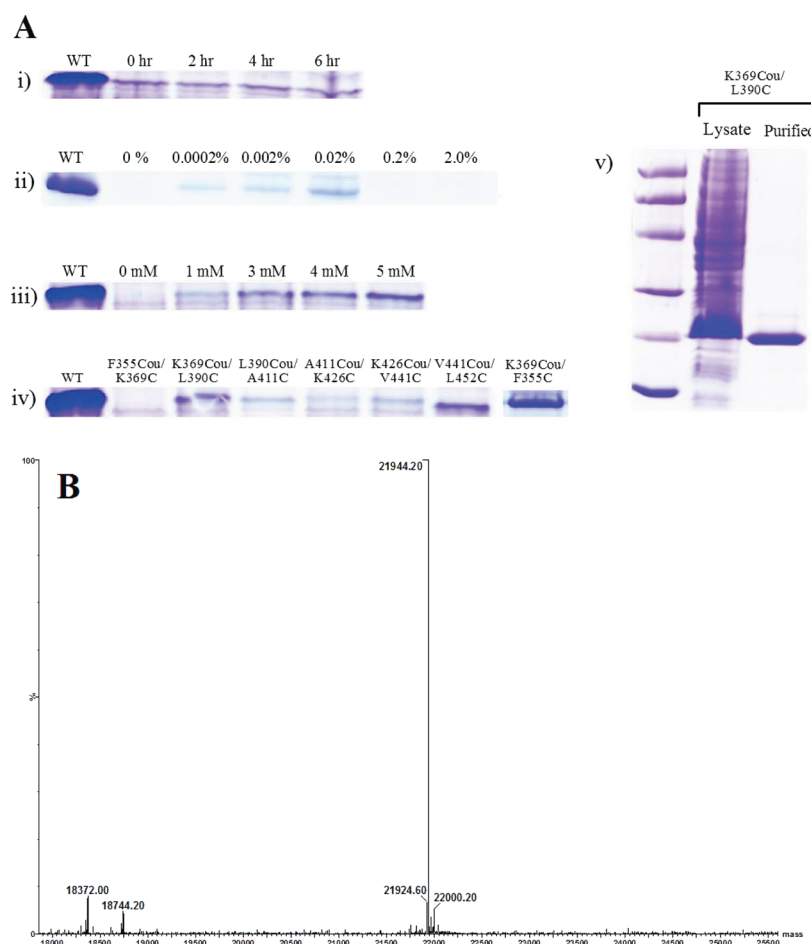 A
WT 0 hr 2 hr 4 hr 6 hr
i)
WT 0 % 0.0002% 0.002% 0.02% 0.2% 2.0%
ii)
WT 0 mM 1 mM 3 mM 4 mM 5 mM
iii)
WT F355Cou/ K369C K369Cou/ L390C L390Cou/ A411C A411Cou/ K426C K426Cou/ V441C V441Cou/ L452C K369Cou/ F355C
iv)
K369Cou/
L390C
Lysate Purified
v)
B
100
21944.20
%
18372.00
18744.20
21924.60
22000.20
0
18000 18500 19000 19500 20000 20500 21000 21500 22000 22500 23000 23500 24000 24500 25000 25500 mass